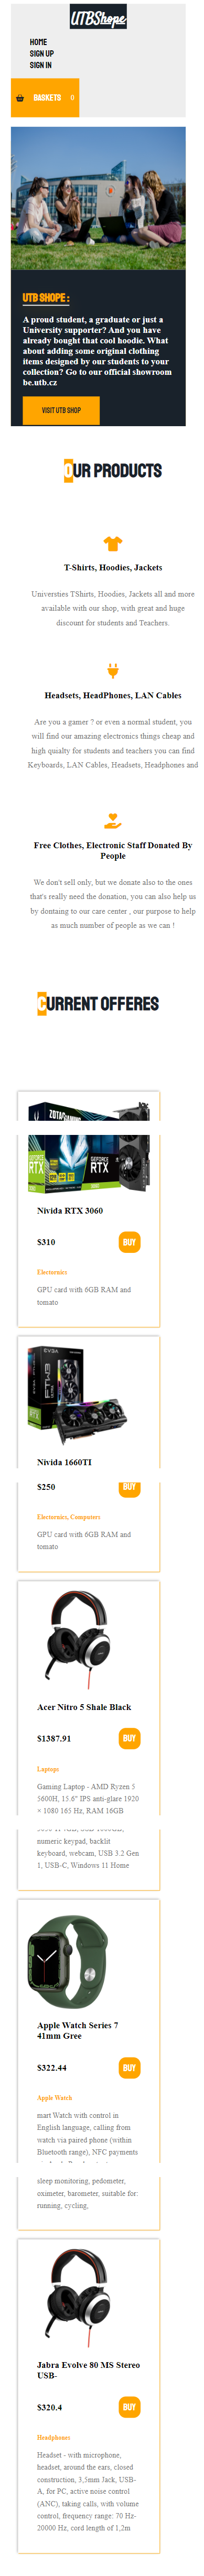 UTBShope
HOME
SIGN UP
SIGN IN
BASKETS 0
UTB SHOPE :
A proud student, a graduate or just a
University supporter? And you have
already bought that cool hoodie. What
about adding some original clothing
items designed by our students to your
collection? Go to our official showroom
be.utb.cz
VISIT UTB SHOP
OUR PRODUCTS
T-Shirts, Hoodies, Jackets
Universties TShirts, Hoodies, Jackets all and more
available with our shop, with great and huge
discount for students and Teachers.
Headsets, HeadPhones, LAN Cables
Are you a gamer ? or even a normal student, you
will find our amazing electronics things cheap and
high quialty for students and teachers you can find
Keyboards, LAN Cables, Headsets, Headphones and
Free Clothes, Electronic Staff Donated By
People
We don't sell only, but we donate also to the ones
that's really need the donation, you can also help us
by dontaing to our care center , our purpose to help
as much number of people as we can !
CURRENT OFFERES
ZOTAC
GEFORCE
RTX
GEFORCE
RTX
Nivida RTX 3060
$310 BUY
Electornics
GPU card with 6GB RAM and
tomato
EVGA
Nivida 1660TI
$250 BUY
Electornics, Computers
GPU card with 6GB RAM and
tomato
Acer Nitro 5 Shale Black
$1387.91 BUY
Laptops
Gaming Laptop - AMD Ryzen 5
5600H, 15.6" IPS anti-glare 1920
× 1080 165 Hz, RAM 16GB
numeric keypad, backlit
keyboard, webcam, USB 3.2 Gen
1, USB-C, Windows 11 Home
Apple Watch Series 7
41mm Gree
$322.44 BUY
Apple Watch
mart Watch with control in
English language, calling from
watch via paired phone (within
Bluetooth range), NFC payments
sleep monitoring, pedometer,
oximeter, barometer, suitable for:
running, cycling,
Jabra Evolve 80 MS Stereo
USB-
$320.4 BUY
Headphones
Headset - with microphone,
headset, around the ears, closed
construction, 3,5mm Jack, USB-
A, for PC, active noise control
(ANC), taking calls, with volume
control, frequency range: 70 Hz-
20000 Hz, cord length of 1,2m